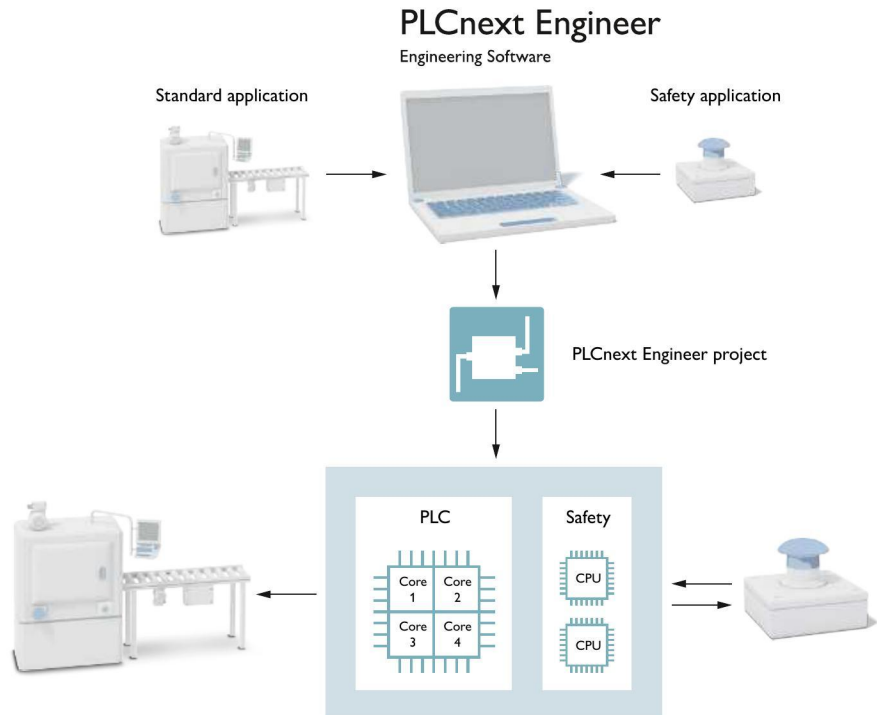 PLCnext Engineer
Engineering Software
Standard application
Safety application
PLCnext Engineer project
PLC
Safety
Core
1
Core
2
Core
3
Core
4
CPU
CPU